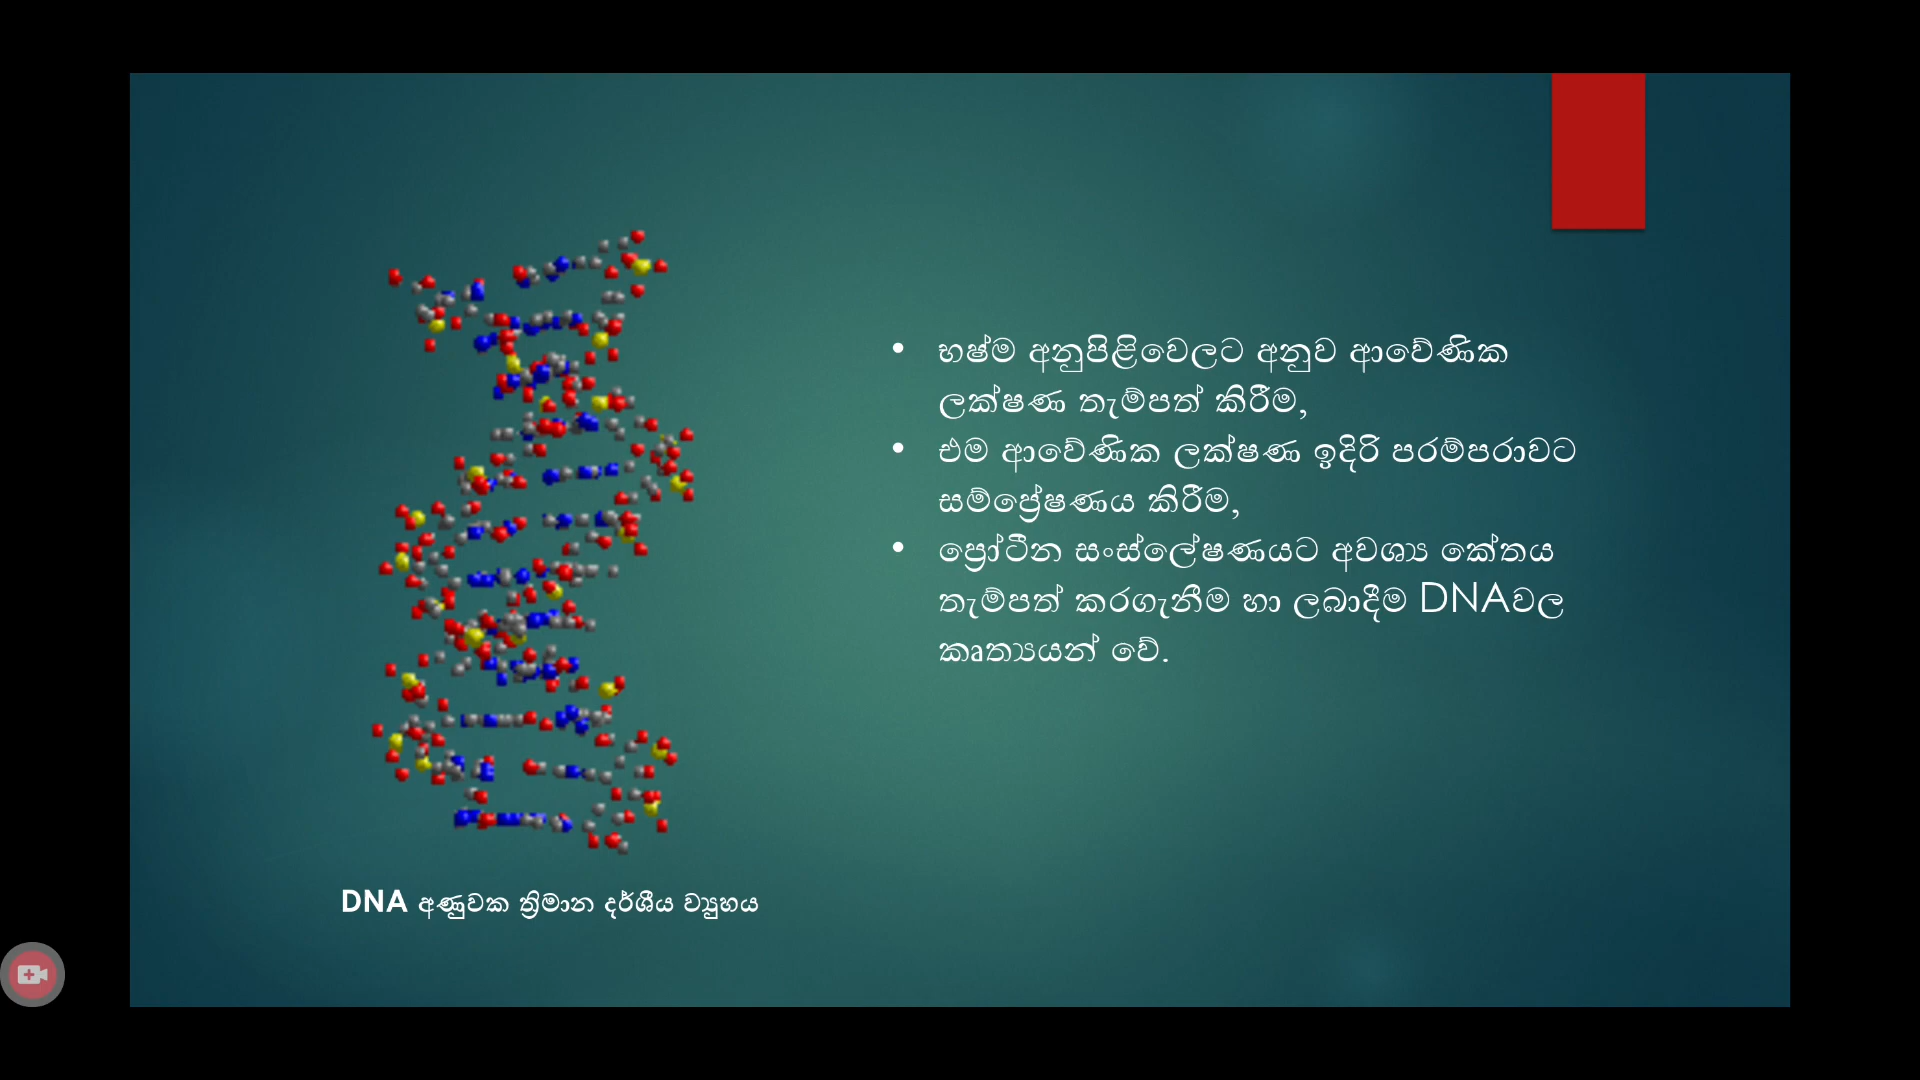 • භෂ්ම අනුපිළිවෙලට අනුව ආවේණික
ලක්ෂණ තැම්පත් කිරීම,
• එම ආවේණික ලක්ෂණ ඉදිරි පරම්පරාවට
සම්ප්‍රේෂණය කිරීම,
• ප්‍රෝටීන සංස්ලේෂණයට අවශ්‍ය කේතය
තැම්පත් කරගැනීම හා ලබාදීම DNAවල
කෘත්‍යයන් වේ.
DNA අණුවක ත්‍රිමාන දර්ශීය ව්‍යුහය